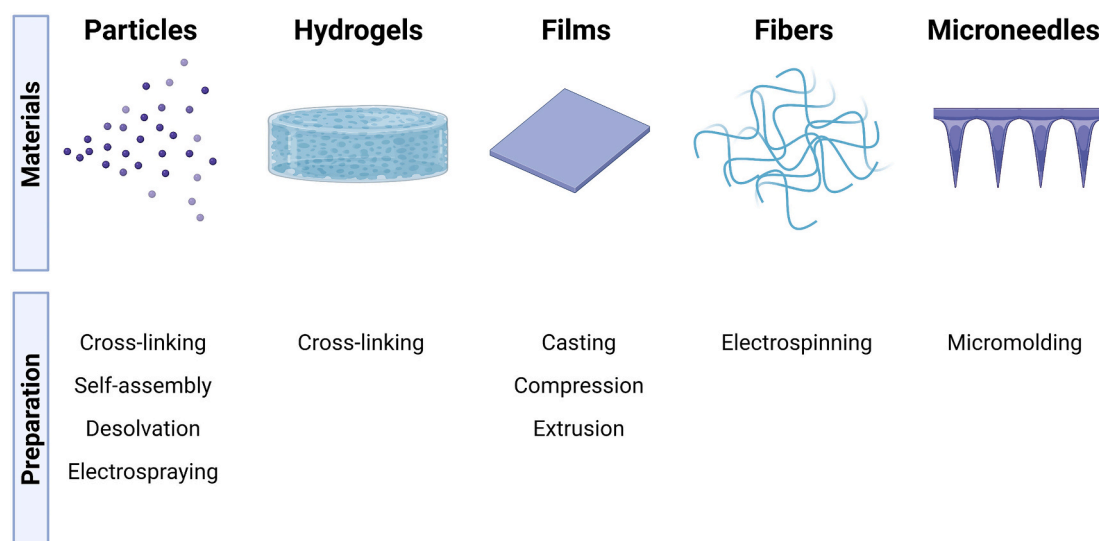 Particles
Hydrogels
Films
Fibers
Microneedles
Materials
Preparation
Cross-linking
Self-assembly
Desolvation
Electrospraying
Cross-linking
Casting
Compression
Extrusion
Electrospinning
Micromolding